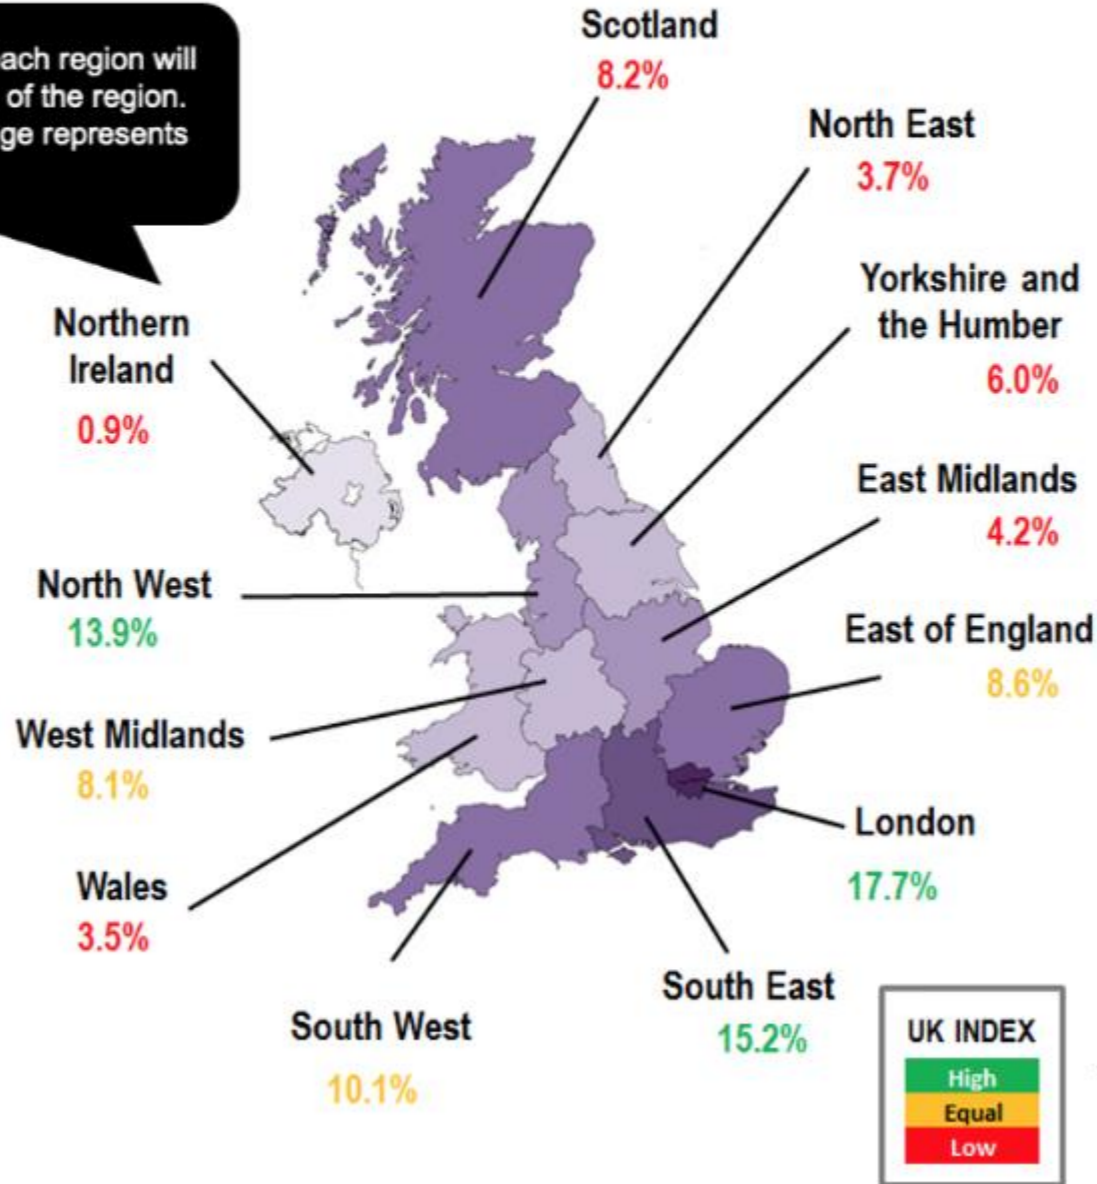 ach region will
of the region.
ge represents
Scotland
8.2%
North East
3.7%
Yorkshire and
the Humber
6.0%
Northern
Ireland
0.9%
East Midlands
4.2%
North West
13.9%
East of England
8.6%
West Midlands
8.1%
London
17.7%
Wales
3.5%
South East
15.2%
South West
10.1%
UK INDEX
High
Equal
Low